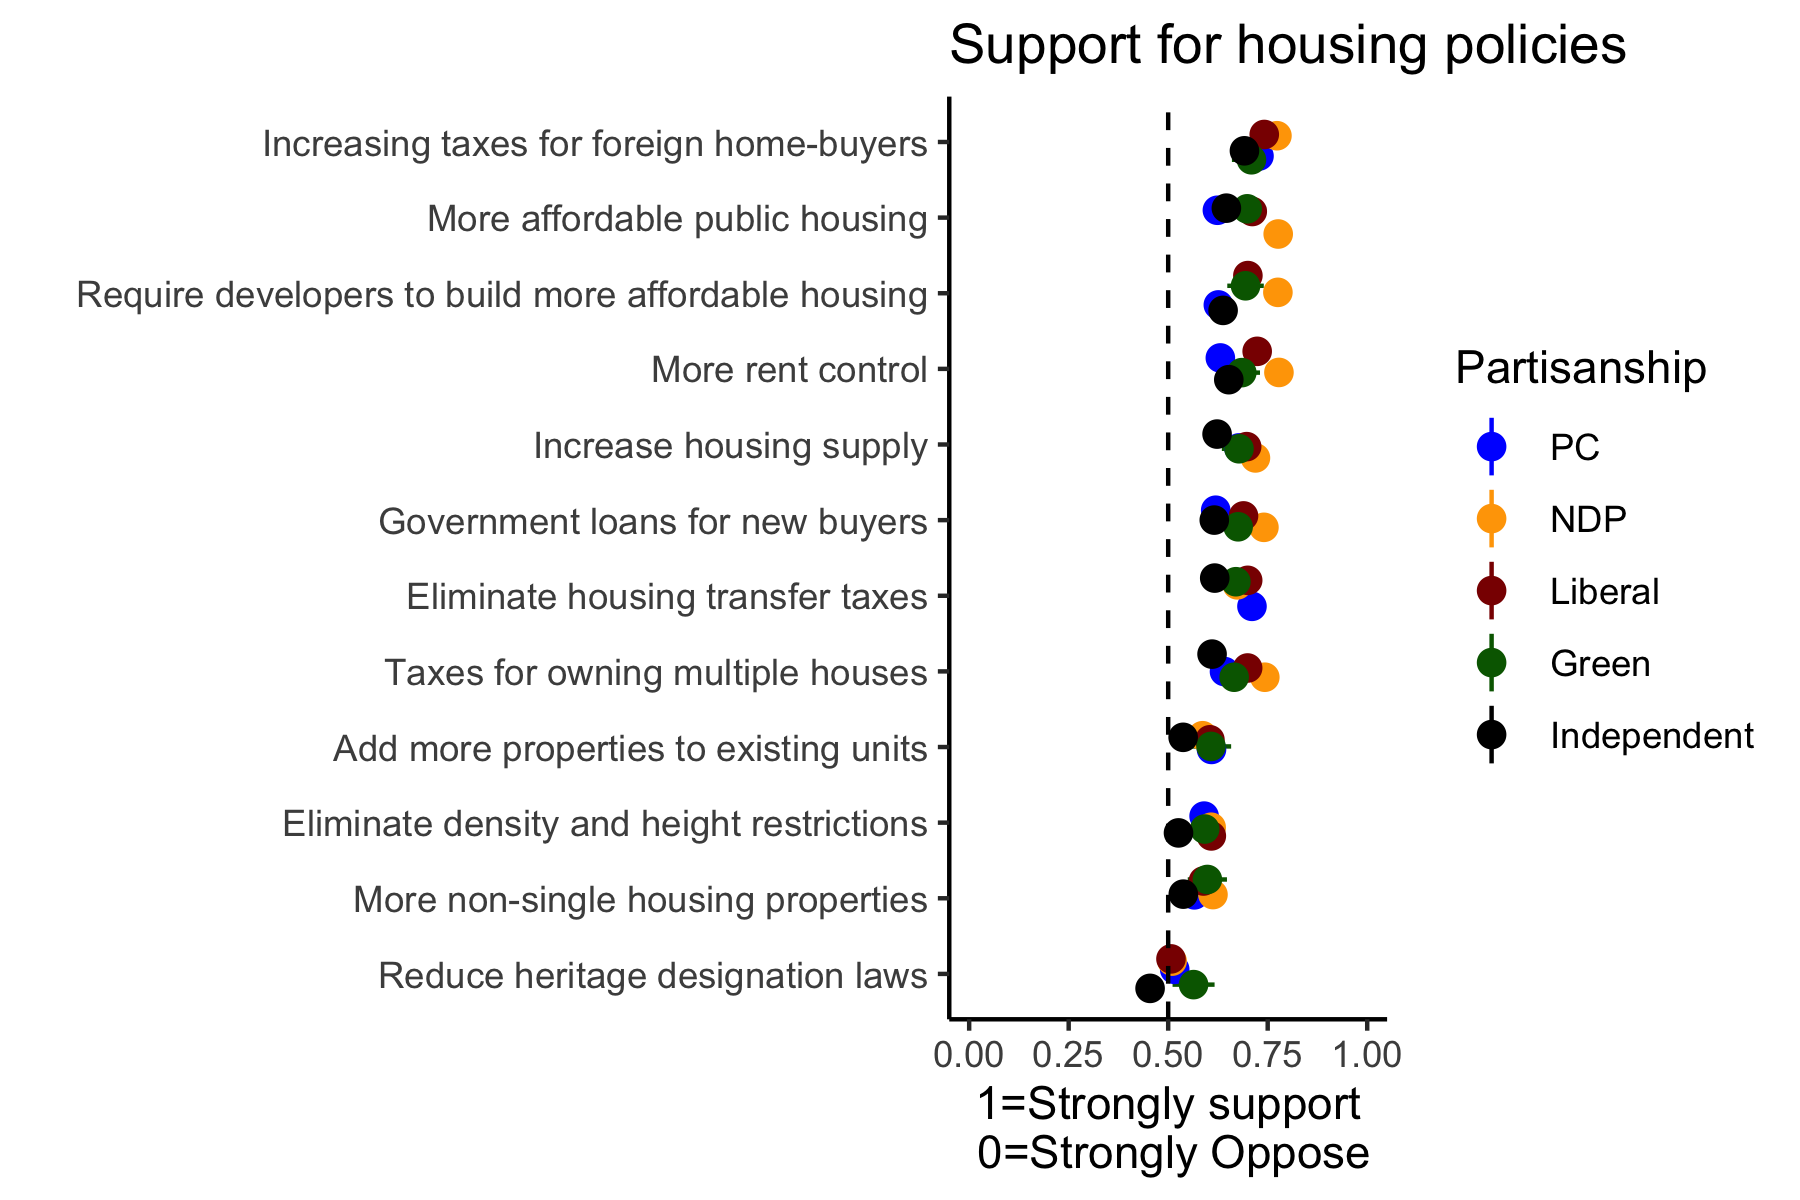 Support for housing policies
Increasing taxes for foreign home-buyers
More affordable public housing
Require developers to build more affordable housing
More rent control
Increase housing supply
Government loans for new buyers
Eliminate housing transfer taxes
Taxes for owning multiple houses
Add more properties to existing units
Eliminate density and height restrictions
More non-single housing properties
Reduce heritage designation laws
0.00 0.25 0.50 0.75 1.00
1=Strongly support
0=Strongly Oppose
Partisanship
PC
NDP
Liberal
Green
Independent